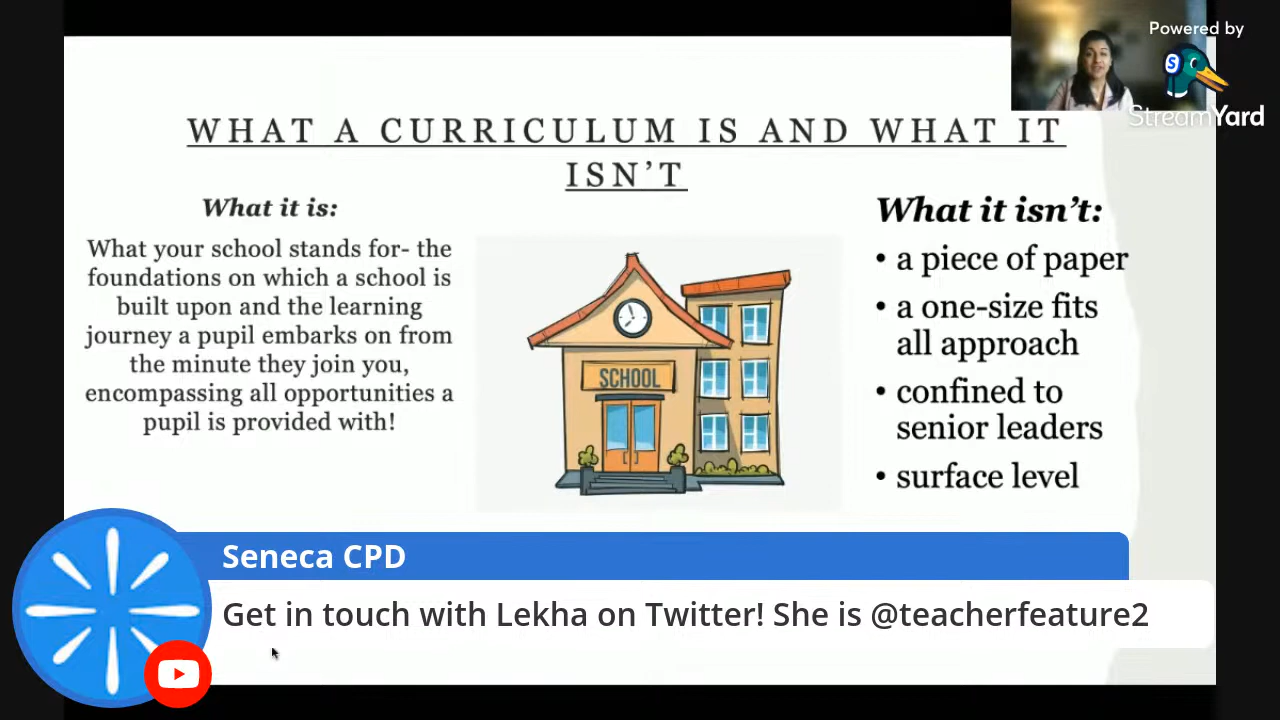 Powered by
StreamYard
WHAT A CURRICULUM IS AND WHAT IT
ISN’T
What it is:
What your school stands for- the
foundations on which a school is
built upon and the learning
journey a pupil embarks on from
the minute they join you,
encompassing all opportunities a
pupil is provided with!
SCHOOL
What it isn’t:
• a piece of paper
• a one-size fits
all approach
• confined to
senior leaders
• surface level
Seneca CPD
Get in touch with Lekha on Twitter! She is @teacherfeature2